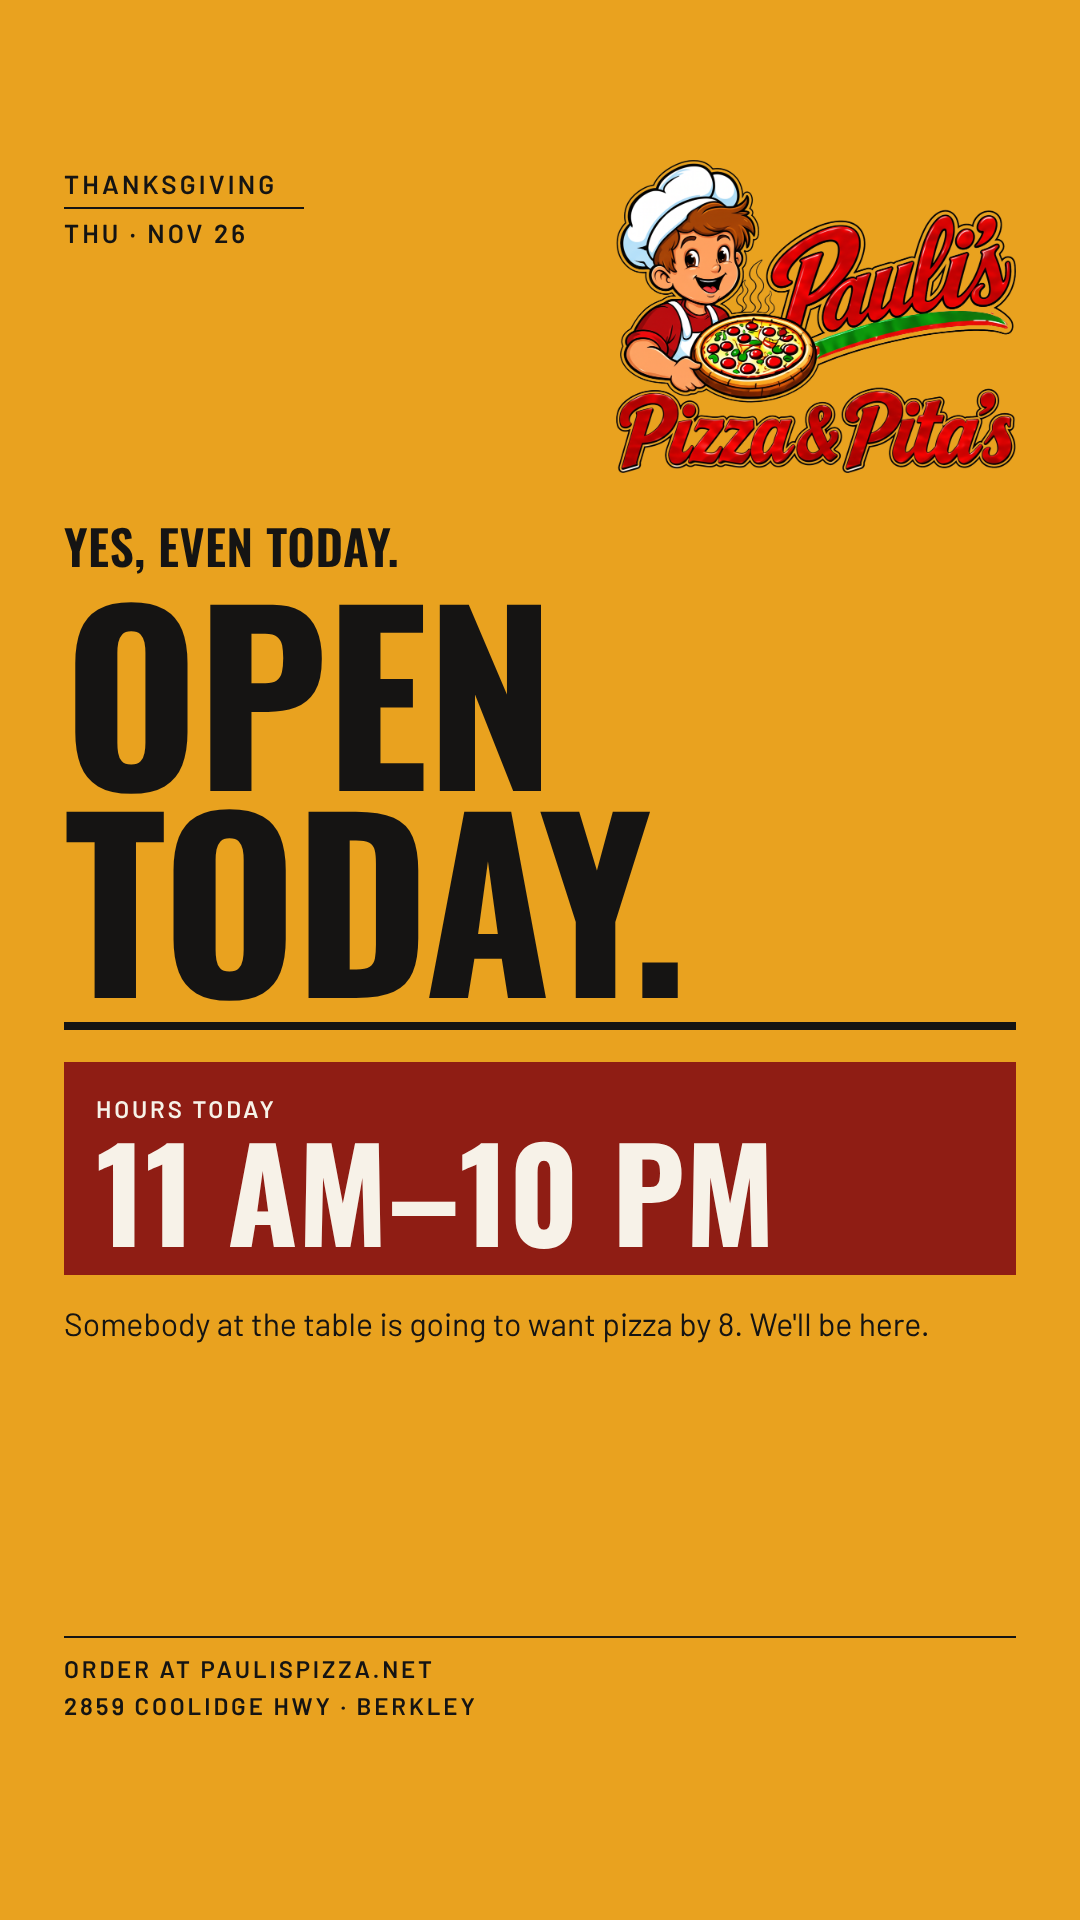 THANKSGIVING
THU · NOV 26
Pauli's
Pizza & Pita's
YES, EVEN TODAY.
OPEN
TODAY.
HOURS TODAY
11 AM–10 PM
Somebody at the table is going to want pizza by 8. We'll be here.
ORDER AT PAULISPIZZA.NET
2859 COOLIDGE HWY · BERKLEY